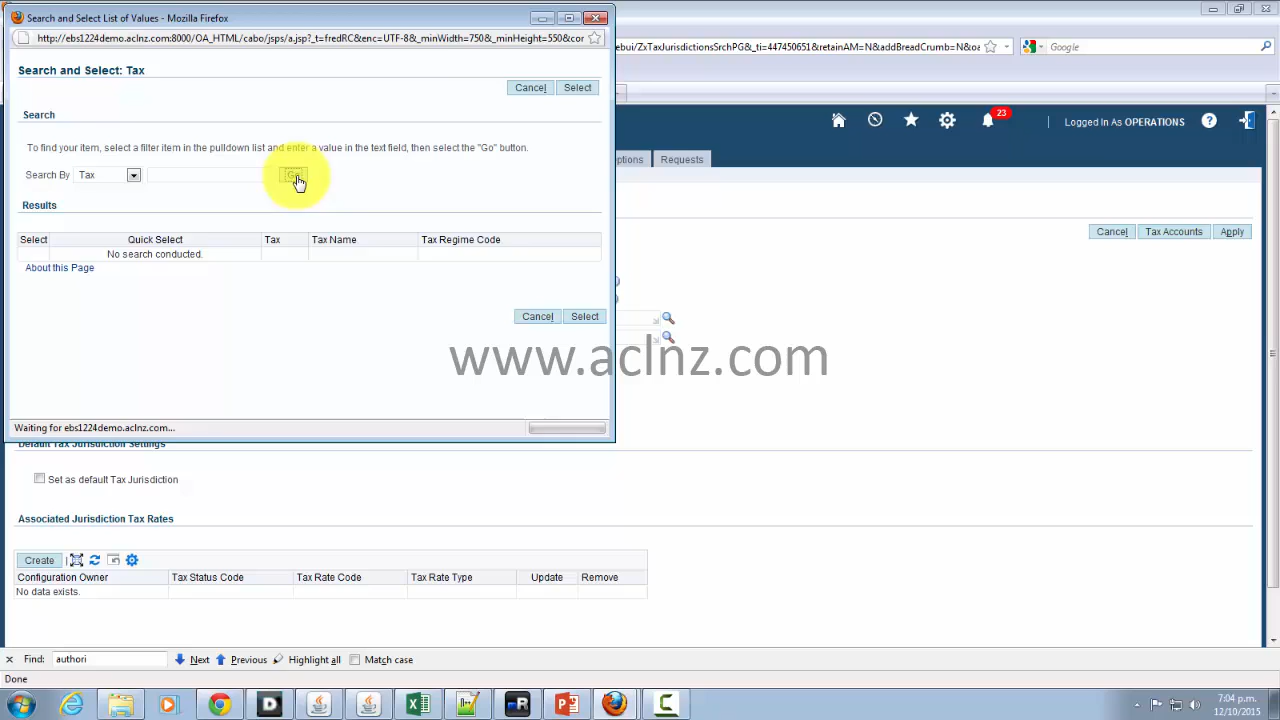 Search and Select List of Values - Mozilla Firefox
http://ebs1224demo.aclnz.com:8000/OA_HTML/cabo/jsps/a.jsp?_t=fredRC&enc=UTF-8&_minWidth=750&_minHeight=550&cor
ebui/ZxTaxJurisdictionsSrchPG&_ti=447450651&retainAM=N&addBreadCrumb=N&oa
Google
Search and Select: Tax
Cancel Select
Search
23
Logged In As OPERATIONS
To find your item, select a filter item in the pulldown list and enter a value in the text field, then select the "Go" button.
ptions Requests
Search By Tax Go
Results
Cancel Tax Accounts Apply
Select Quick Select Tax Tax Name Tax Regime Code
No search conducted.
About this Page
Cancel Select
www.aclnz.com
Waiting for ebs1224demo.aclnz.com...
Default Tax Jurisdiction Settings
Set as default Tax Jurisdiction
Associated Jurisdiction Tax Rates
Create
Configuration Owner Tax Status Code Tax Rate Code Tax Rate Type Update Remove
No data exists.
Find: authori Next Previous Highlight all Match case
Done
7:04 p.m.
12/10/2015